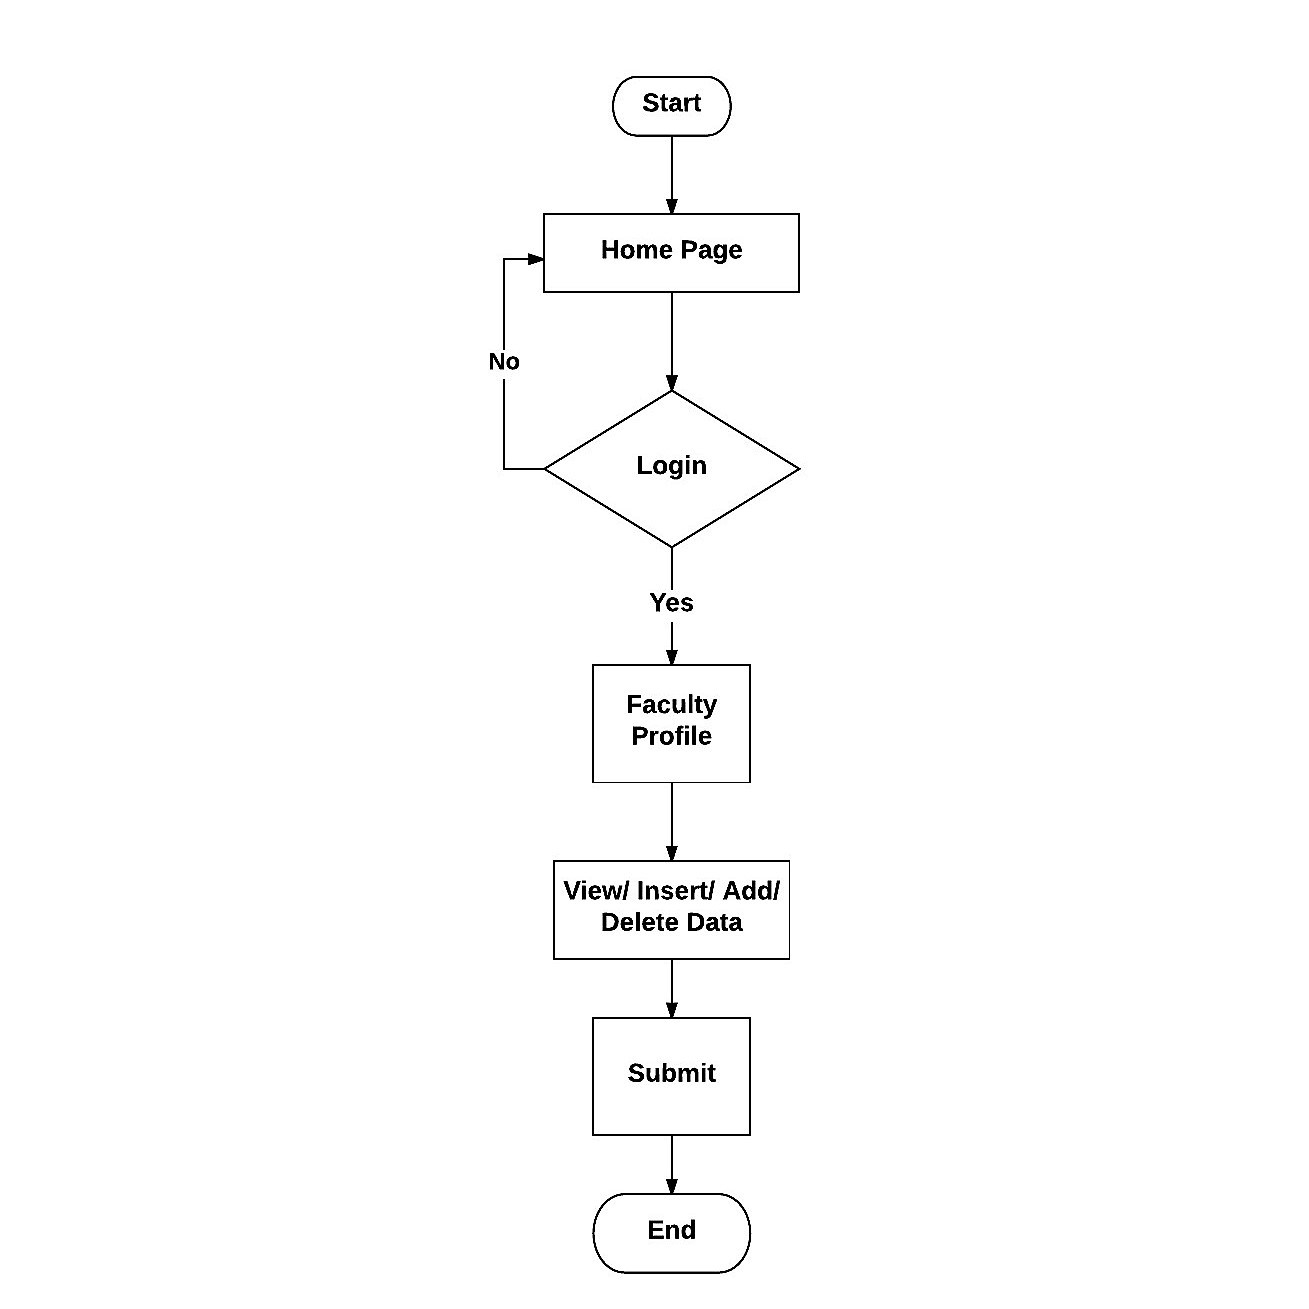 Start
Home Page
No
Login
Yes
Faculty
Profile
View/ Insert/ Add/
Delete Data
Submit
End